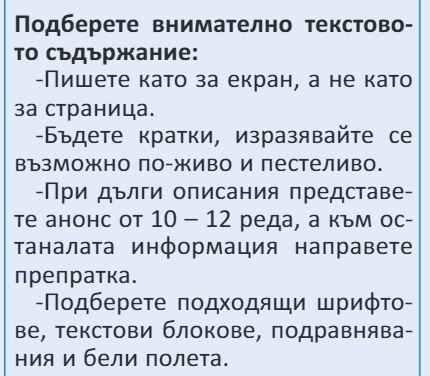 Подберете внимателно текстово-
то съдържание:
-Пишете като за екран, а не като
за страница.
-Бъдете кратки, изразявайте се
възможно по-живо и пестеливо.
-При дълги описания представе-
те анонс от 10 – 12 реда, а към ос-
таналата информация направете
препратка.
-Подберете подходящи шрифто-
ве, текстови блокове, подравнява-
ния и бели полета.